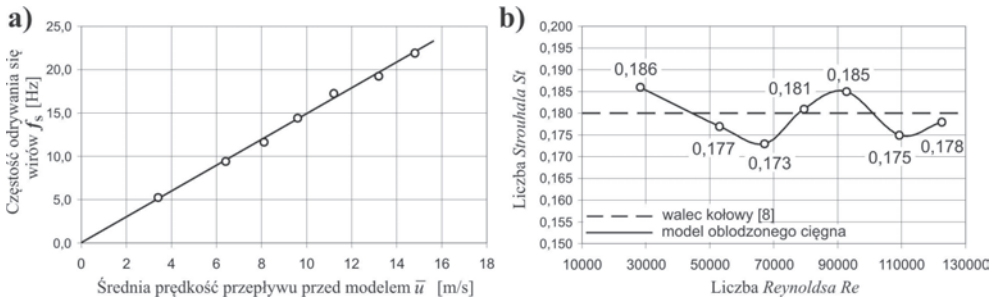 a)
Częstość odrywania się
wirów fs [Hz]
25,0
20,0
15,0
10,0
5,0
0,0
0 2 4 6 8 10 12 14 16 18
Średnia prędkość przepływu przed modelem u̅ [m/s]
b)
Liczba Strouhala St
0,200
0,195
0,190
0,185
0,180
0,175
0,170
0,165
0,160
0,155
0,150
0,186
0,177
0,173
0,181
0,185
0,175
0,178
walec kołowy [8]
model oblodzonego cięgna
10000 30000 50000 70000 90000 110000 130000
Liczba Reynoldsa Re